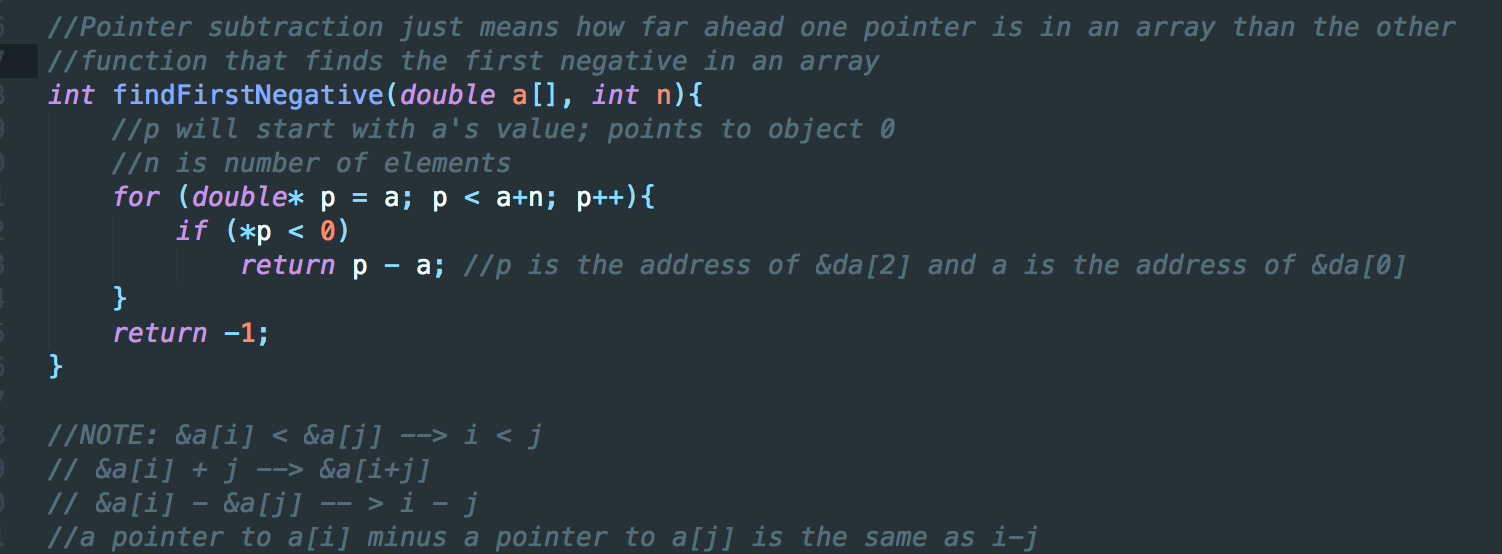 //Pointer subtraction just means how far ahead one pointer is in an array than the other
//function that finds the first negative in an array
int findFirstNegative(double a[], int n){
    //p will start with a's value; points to object 0
    //n is number of elements
    for (double* p = a; p < a+n; p++){
        if (*p < 0)
            return p - a; //p is the address of &da[2] and a is the address of &da[0]
    }
    return -1;
}

//NOTE: &a[i] < &a[j] --> i < j
// &a[i] + j --> &a[i+j]
// &a[i] - &a[j] -- > i - j
//a pointer to a[i] minus a pointer to a[j] is the same as i-j